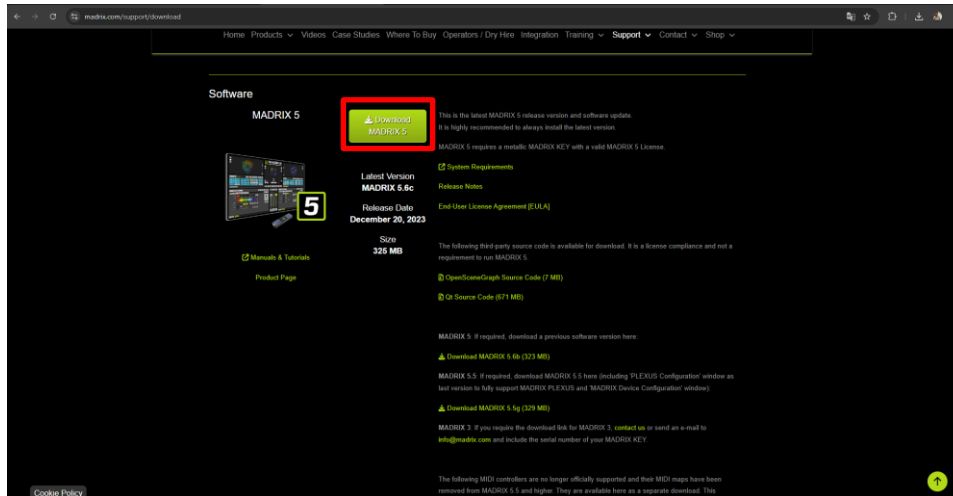 madrix.com/support/download
Home Products Videos Case Studies Where To Buy Operators / Dry Hire Integration Training Support Contact Shop
Software
MADRIX 5
Download
MADRIX 5
This is the latest MADRIX 5 release version and software update.
It is highly recommended to always install the latest version.
MADRIX 5 requires a metallic MADRIX KEY with a valid MADRIX 5 License.
System Requirements
Latest Version
MADRIX 5.6c
Release Notes
5
Release Date
December 20, 2023
End-User License Agreement [EULA]
Size
325 MB
The following third-party source code is available for download. It is a license compliance and not a
requirement to run MADRIX 5.
Manuals & Tutorials
Product Page
OpenSceneGraph Source Code (7 MB)
Qt Source Code (671 MB)
MADRIX 5: If required, download a previous software version here:
Download MADRIX 5.6b (323 MB)
MADRIX 5.5: If required, download MADRIX 5.5 here (including 'PLEXUS Configuration' window as
last version to fully support MADRIX PLEXUS and 'MADRIX Device Configuration' window):
Download MADRIX 5.5g (329 MB)
MADRIX 3: If you require the download link for MADRIX 3, contact us or send an e-mail to
info@madrix.com and include the serial number of your MADRIX KEY.
The following MIDI controllers are no longer officially supported and their MIDI maps have been
removed from MADRIX 5.5 and higher. They are available here as a separate download. This
Cookie Policy